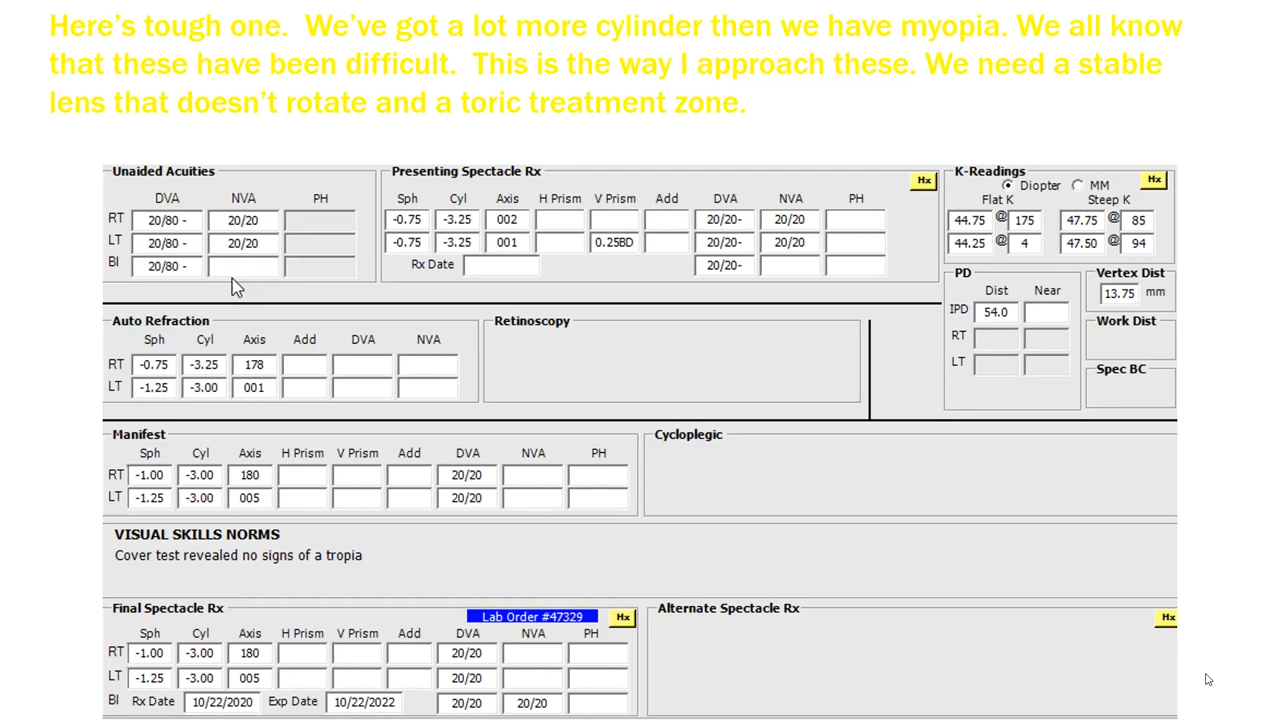 Here's tough one. We've got a lot more cylinder then we have myopia. We all know
that these have been difficult. This is the way I approach these. We need a stable
lens that doesn't rotate and a toric treatment zone.
Unaided Acuities
DVA NVA PH
RT 20/80 - 20/20
LT 20/80 - 20/20
BI 20/80 -
Presenting Spectacle Rx
Hx
Sph Cyl Axis H Prism V Prism Add DVA NVA PH
-0.75 -3.25 002 20/20- 20/20
-0.75 -3.25 001 0.25BD 20/20- 20/20
Rx Date 20/20-
K-Readings
Hx
Diopter MM
Flat K Steep K
44.75 @ 175 47.75 @ 85
44.25 @ 4 47.50 @ 94
PD
Dist Near
IPD 54.0
RT
LT
Vertex Dist
13.75 mm
Work Dist
Spec BC
Auto Refraction
Sph Cyl Axis Add DVA NVA
RT -0.75 -3.25 178
LT -1.25 -3.00 001
Retinoscopy
Manifest
Sph Cyl Axis H Prism V Prism Add DVA NVA PH
RT -1.00 -3.00 180 20/20
LT -1.25 -3.00 005 20/20
Cycloplegic
VISUAL SKILLS NORMS
Cover test revealed no signs of a tropia
Final Spectacle Rx
Lab Order #47329
Hx
Sph Cyl Axis H Prism V Prism Add DVA NVA PH
RT -1.00 -3.00 180 20/20
LT -1.25 -3.00 005 20/20
BI Rx Date 10/22/2020 Exp Date 10/22/2022 20/20 20/20
Alternate Spectacle Rx
Hx